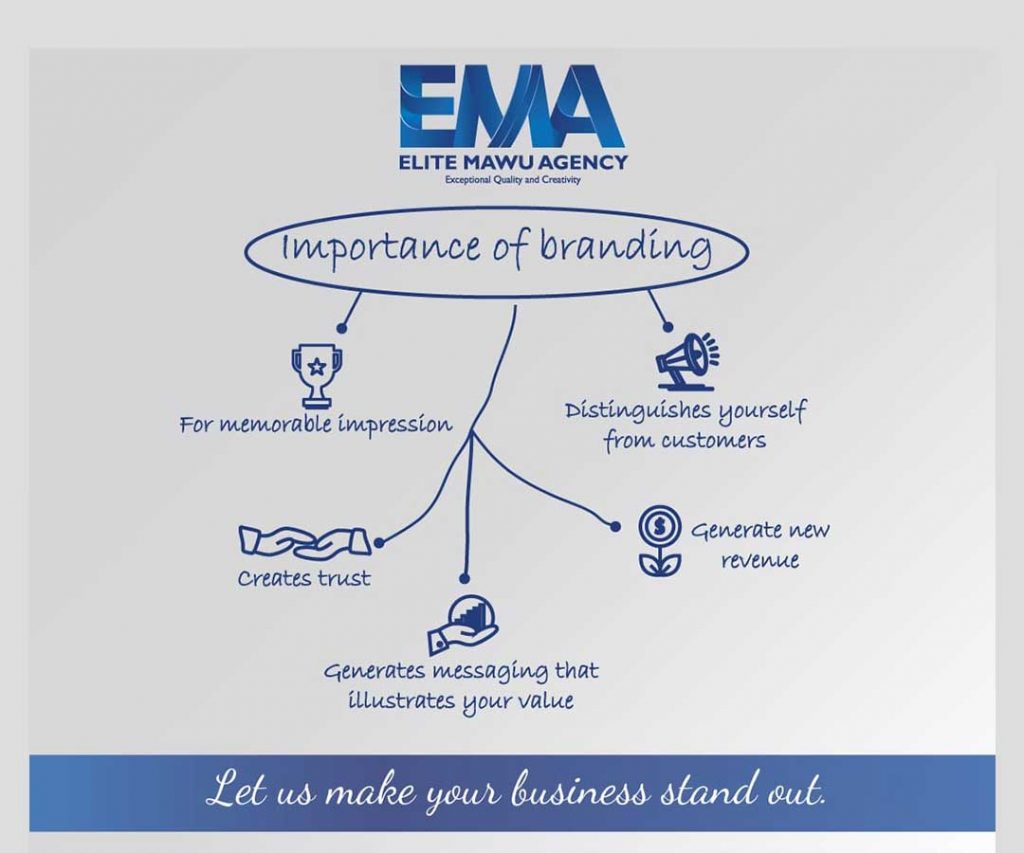 EMA
ELITE MAWU AGENCY
Exceptional Quality and Creativity
Importance of branding
For memorable impression
Distinguishes yourself
from customers
Creates trust
$
Generate new
revenue
Generates messaging that
illustrates your value
Let us make your business stand out.